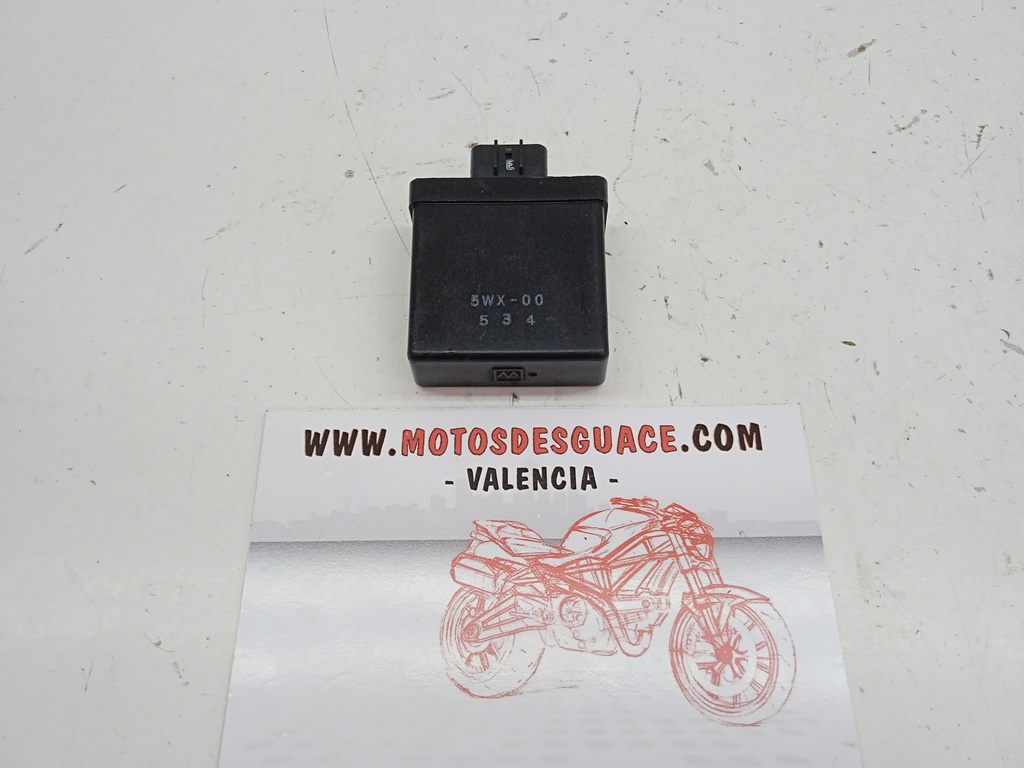 5WX-00
5 3 4
WWW.MOTOSDESGUACE.COM
- VALENCIA -